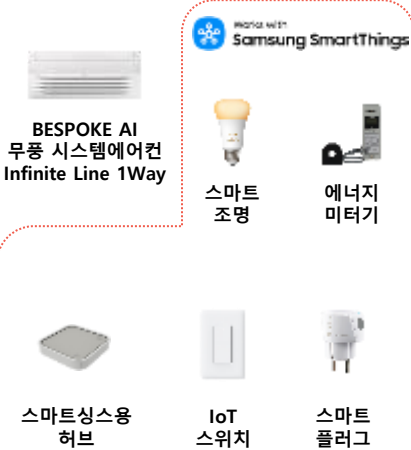 works with
Samsung SmartThings
BESPOKE AI
무풍 시스템에어컨
Infinite Line 1Way
스마트
조명
에너지
미터기
스마트싱스용
허브
IoT
스위치
스마트
플러그